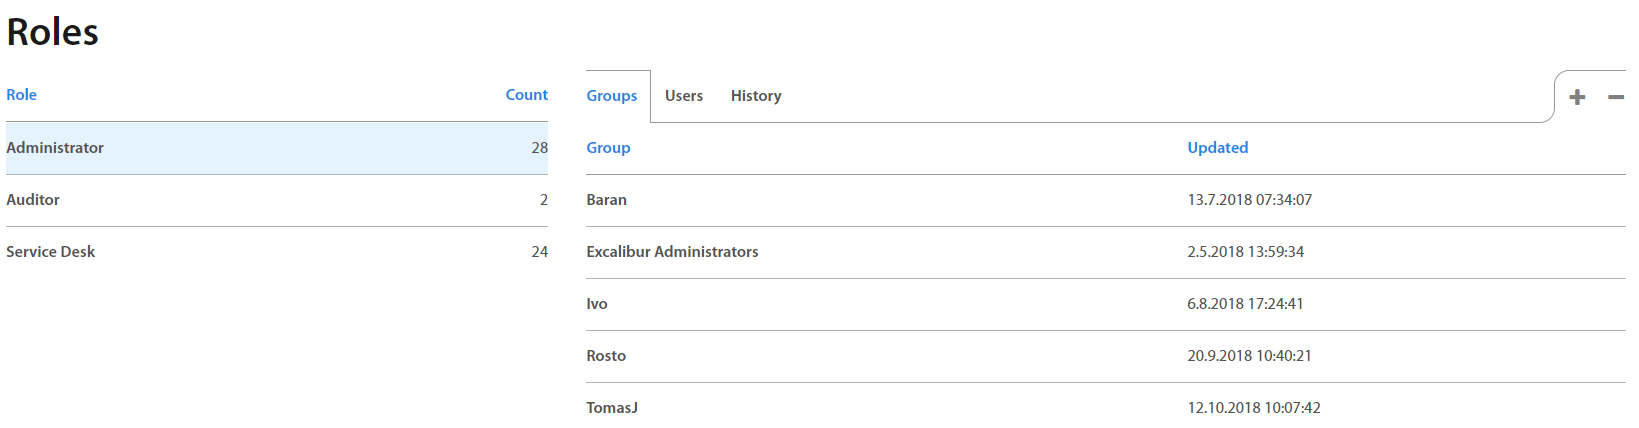 Roles
Role Count
Administrator 28
Auditor 2
Service Desk 24
Groups Users History
Group Updated
Baran 13.7.2018 07:34:07
Excalibur Administrators 2.5.2018 13:59:34
Ivo 6.8.2018 17:24:41
Rosto 20.9.2018 10:40:21
TomasJ 12.10.2018 10:07:42